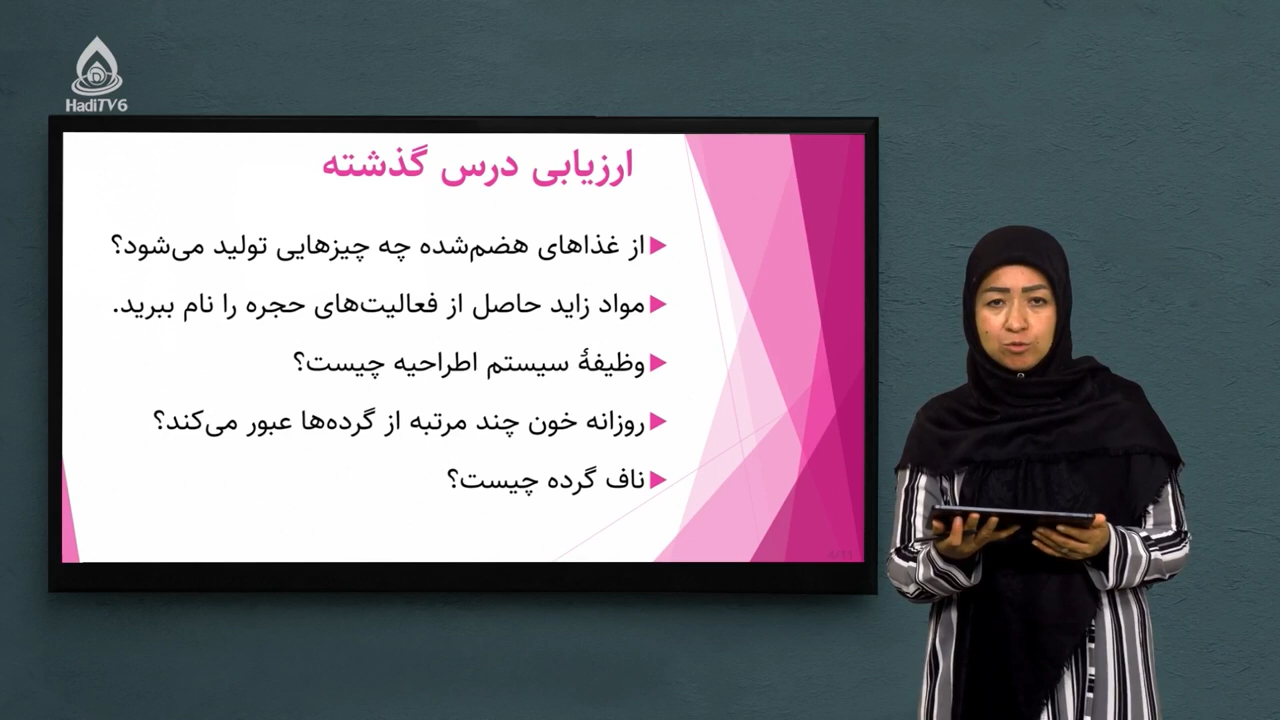 HadiTV6
ارزیابی درس گذشته
از غذاهای هضم‌شده چه چیزهایی تولید می‌شود؟
مواد زاید حاصل از فعالیت‌های حجره را نام ببرید.
وظیفهٔ سیستم اطراحیه چیست؟
روزانه خون چند مرتبه از گرده‌ها عبور می‌کند؟
ناف گرده چیست؟